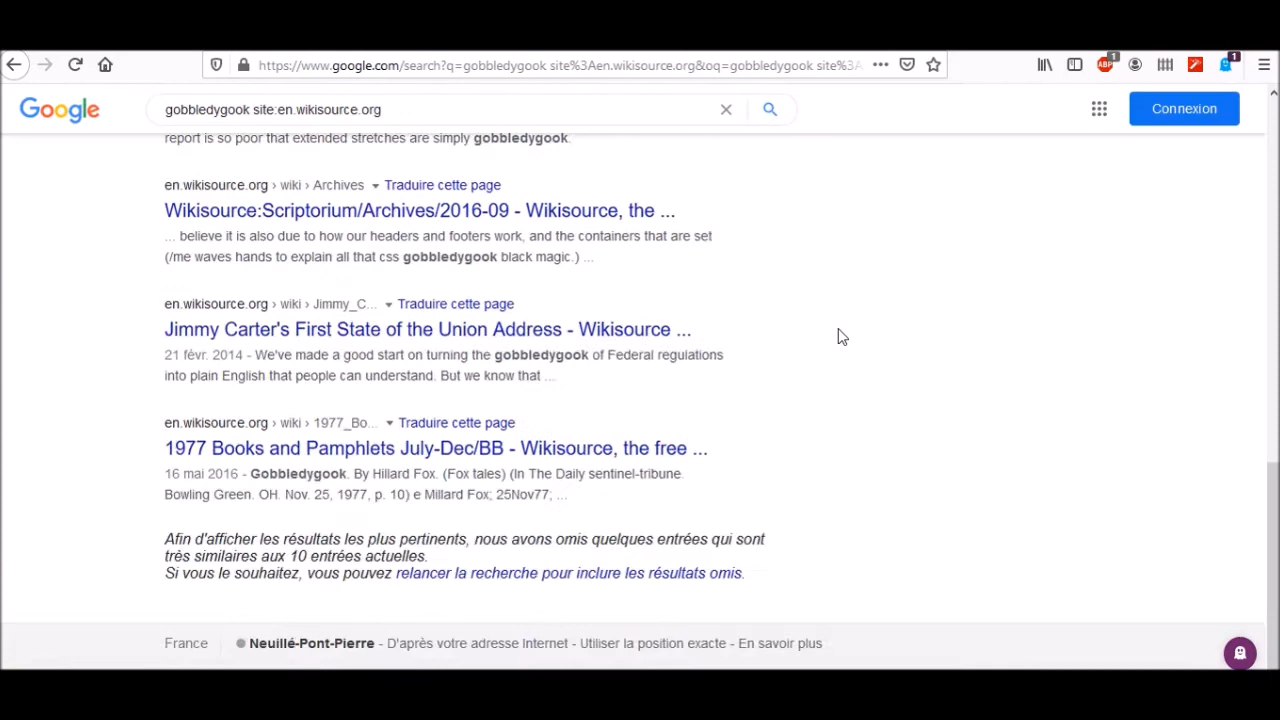 https://www.google.com/search?q=gobbledygook site%3Aen.wikisource.org&oq=gobbledygook site%3A
1
1
ABP
Google
gobbledygook site:en.wikisource.org
Connexion
report is so poor that extended stretches are simply gobbledygook.
en.wikisource.org › wiki › Archives Traduire cette page
Wikisource:Scriptorium/Archives/2016-09 - Wikisource, the ...
... believe it is also due to how our headers and footers work, and the containers that are set
(/me waves hands to explain all that css gobbledygook black magic.) ...
en.wikisource.org › wiki › Jimmy_C... Traduire cette page
Jimmy Carter's First State of the Union Address - Wikisource ...
21 févr. 2014 - We've made a good start on turning the gobbledygook of Federal regulations
into plain English that people can understand. But we know that ...
en.wikisource.org › wiki › 1977_Bo... Traduire cette page
1977 Books and Pamphlets July-Dec/BB - Wikisource, the free ...
16 mai 2016 - Gobbledygook. By Hillard Fox. (Fox tales) (In The Daily sentinel-tribune.
Bowling Green. OH. Nov. 25, 1977, p. 10) e Millard Fox; 25Nov77; ...
Afin d'afficher les résultats les plus pertinents, nous avons omis quelques entrées qui sont
très similaires aux 10 entrées actuelles.
Si vous le souhaitez, vous pouvez relancer la recherche pour inclure les résultats omis.
France Neuillé-Pont-Pierre - D'après votre adresse Internet - Utiliser la position exacte - En savoir plus